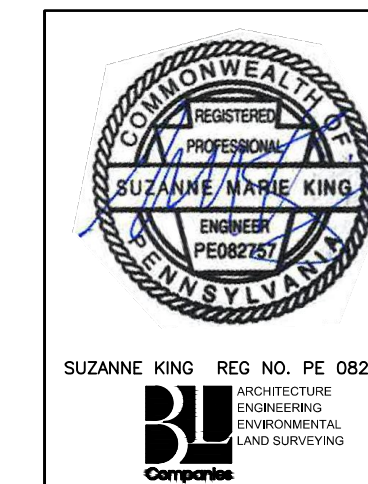 COMMONWEALTH OF
REGISTERED
PROFESSIONAL
SUZANNE MARIE KING
ENGINEER
PE082757
PENNSYLVANIA
SUZANNE KING REG NO. PE 082
BL
Companies
ARCHITECTURE
ENGINEERING
ENVIRONMENTAL
LAND SURVEYING